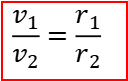 v₁/v₂ = r₁/r₂